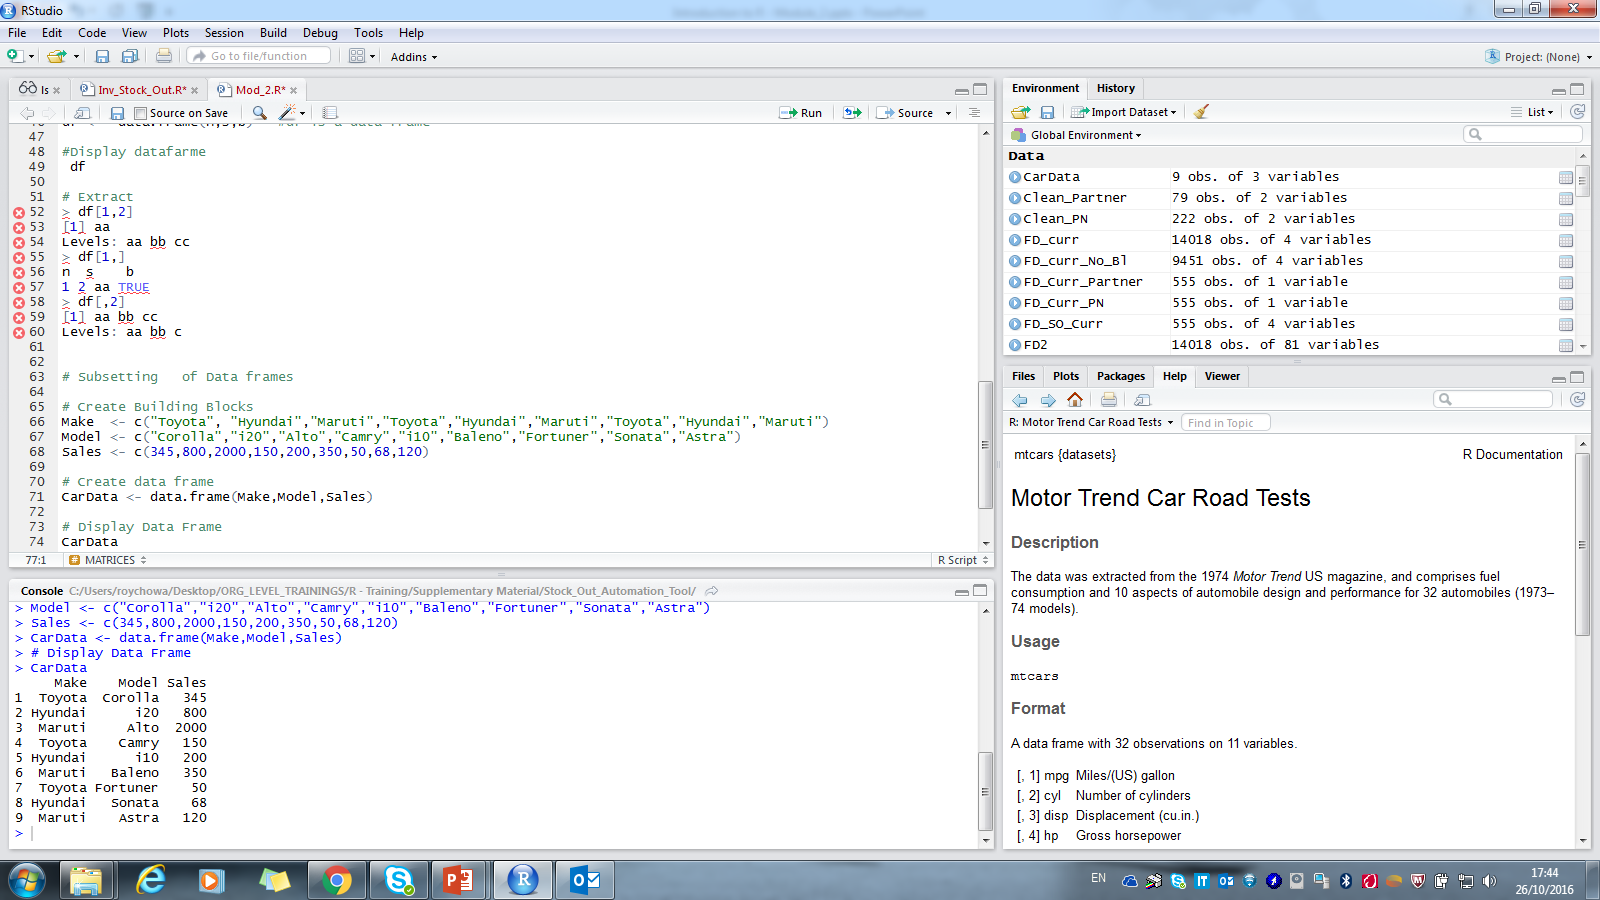 RStudio
File Edit Code View Plots Session Build Debug Tools Help
Go to file/function Addins Project: (None)
ls Inv_Stock_Out.R* Mod_2.R*
Source on Save Run Source
47
48 #Display datafarme
49 df
50
51 # Extract
52 > df[1,2]
53 [1] aa
54 Levels: aa bb cc
55 > df[1,]
56 n s b
57 1 2 aa TRUE
58 > df[,2]
59 [1] aa bb cc
60 Levels: aa bb c
61
62
63 # Subsetting of Data frames
64
65 # Create Building Blocks
66 Make <- c("Toyota", "Hyundai","Maruti","Toyota","Hyundai","Maruti","Toyota","Hyundai","Maruti")
67 Model <- c("Corolla","i20","Alto","Camry","i10","Baleno","Fortuner","Sonata","Astra")
68 Sales <- c(345,800,2000,150,200,350,50,68,120)
69
70 # Create data frame
71 CarData <- data.frame(Make,Model,Sales)
72
73 # Display Data Frame
74 CarData
77:1 # MATRICES R Script
Console C:/Users/roychowa/Desktop/ORG_LEVEL_TRAININGS/R - Training/Supplementary Material/Stock_Out_Automation_Tool/
> Model <- c("Corolla","i20","Alto","Camry","i10","Baleno","Fortuner","Sonata","Astra")
> Sales <- c(345,800,2000,150,200,350,50,68,120)
> CarData <- data.frame(Make,Model,Sales)
> # Display Data Frame
> CarData
Make Model Sales
1 Toyota Corolla 345
2 Hyundai i20 800
3 Maruti Alto 2000
4 Toyota Camry 150
5 Hyundai i10 200
6 Maruti Baleno 350
7 Toyota Fortuner 50
8 Hyundai Sonata 68
9 Maruti Astra 120
>
Environment History
Import Dataset List
Global Environment
Data
CarData 9 obs. of 3 variables
Clean_Partner 79 obs. of 2 variables
Clean_PN 222 obs. of 2 variables
FD_curr 14018 obs. of 4 variables
FD_curr_No_Bl 9451 obs. of 4 variables
FD_Curr_Partner 555 obs. of 1 variable
FD_Curr_PN 555 obs. of 1 variable
FD_SO_Curr 555 obs. of 4 variables
FD2 14018 obs. of 81 variables
Files Plots Packages Help Viewer
R: Motor Trend Car Road Tests Find in Topic
mtcars {datasets} R Documentation
Motor Trend Car Road Tests
Description
The data was extracted from the 1974 Motor Trend US magazine, and comprises fuel
consumption and 10 aspects of automobile design and performance for 32 automobiles (1973–
74 models).
Usage
mtcars
Format
A data frame with 32 observations on 11 variables.
[, 1] mpg Miles/(US) gallon
[, 2] cyl Number of cylinders
[, 3] disp Displacement (cu.in.)
[, 4] hp Gross horsepower
EN
17:44
26/10/2016